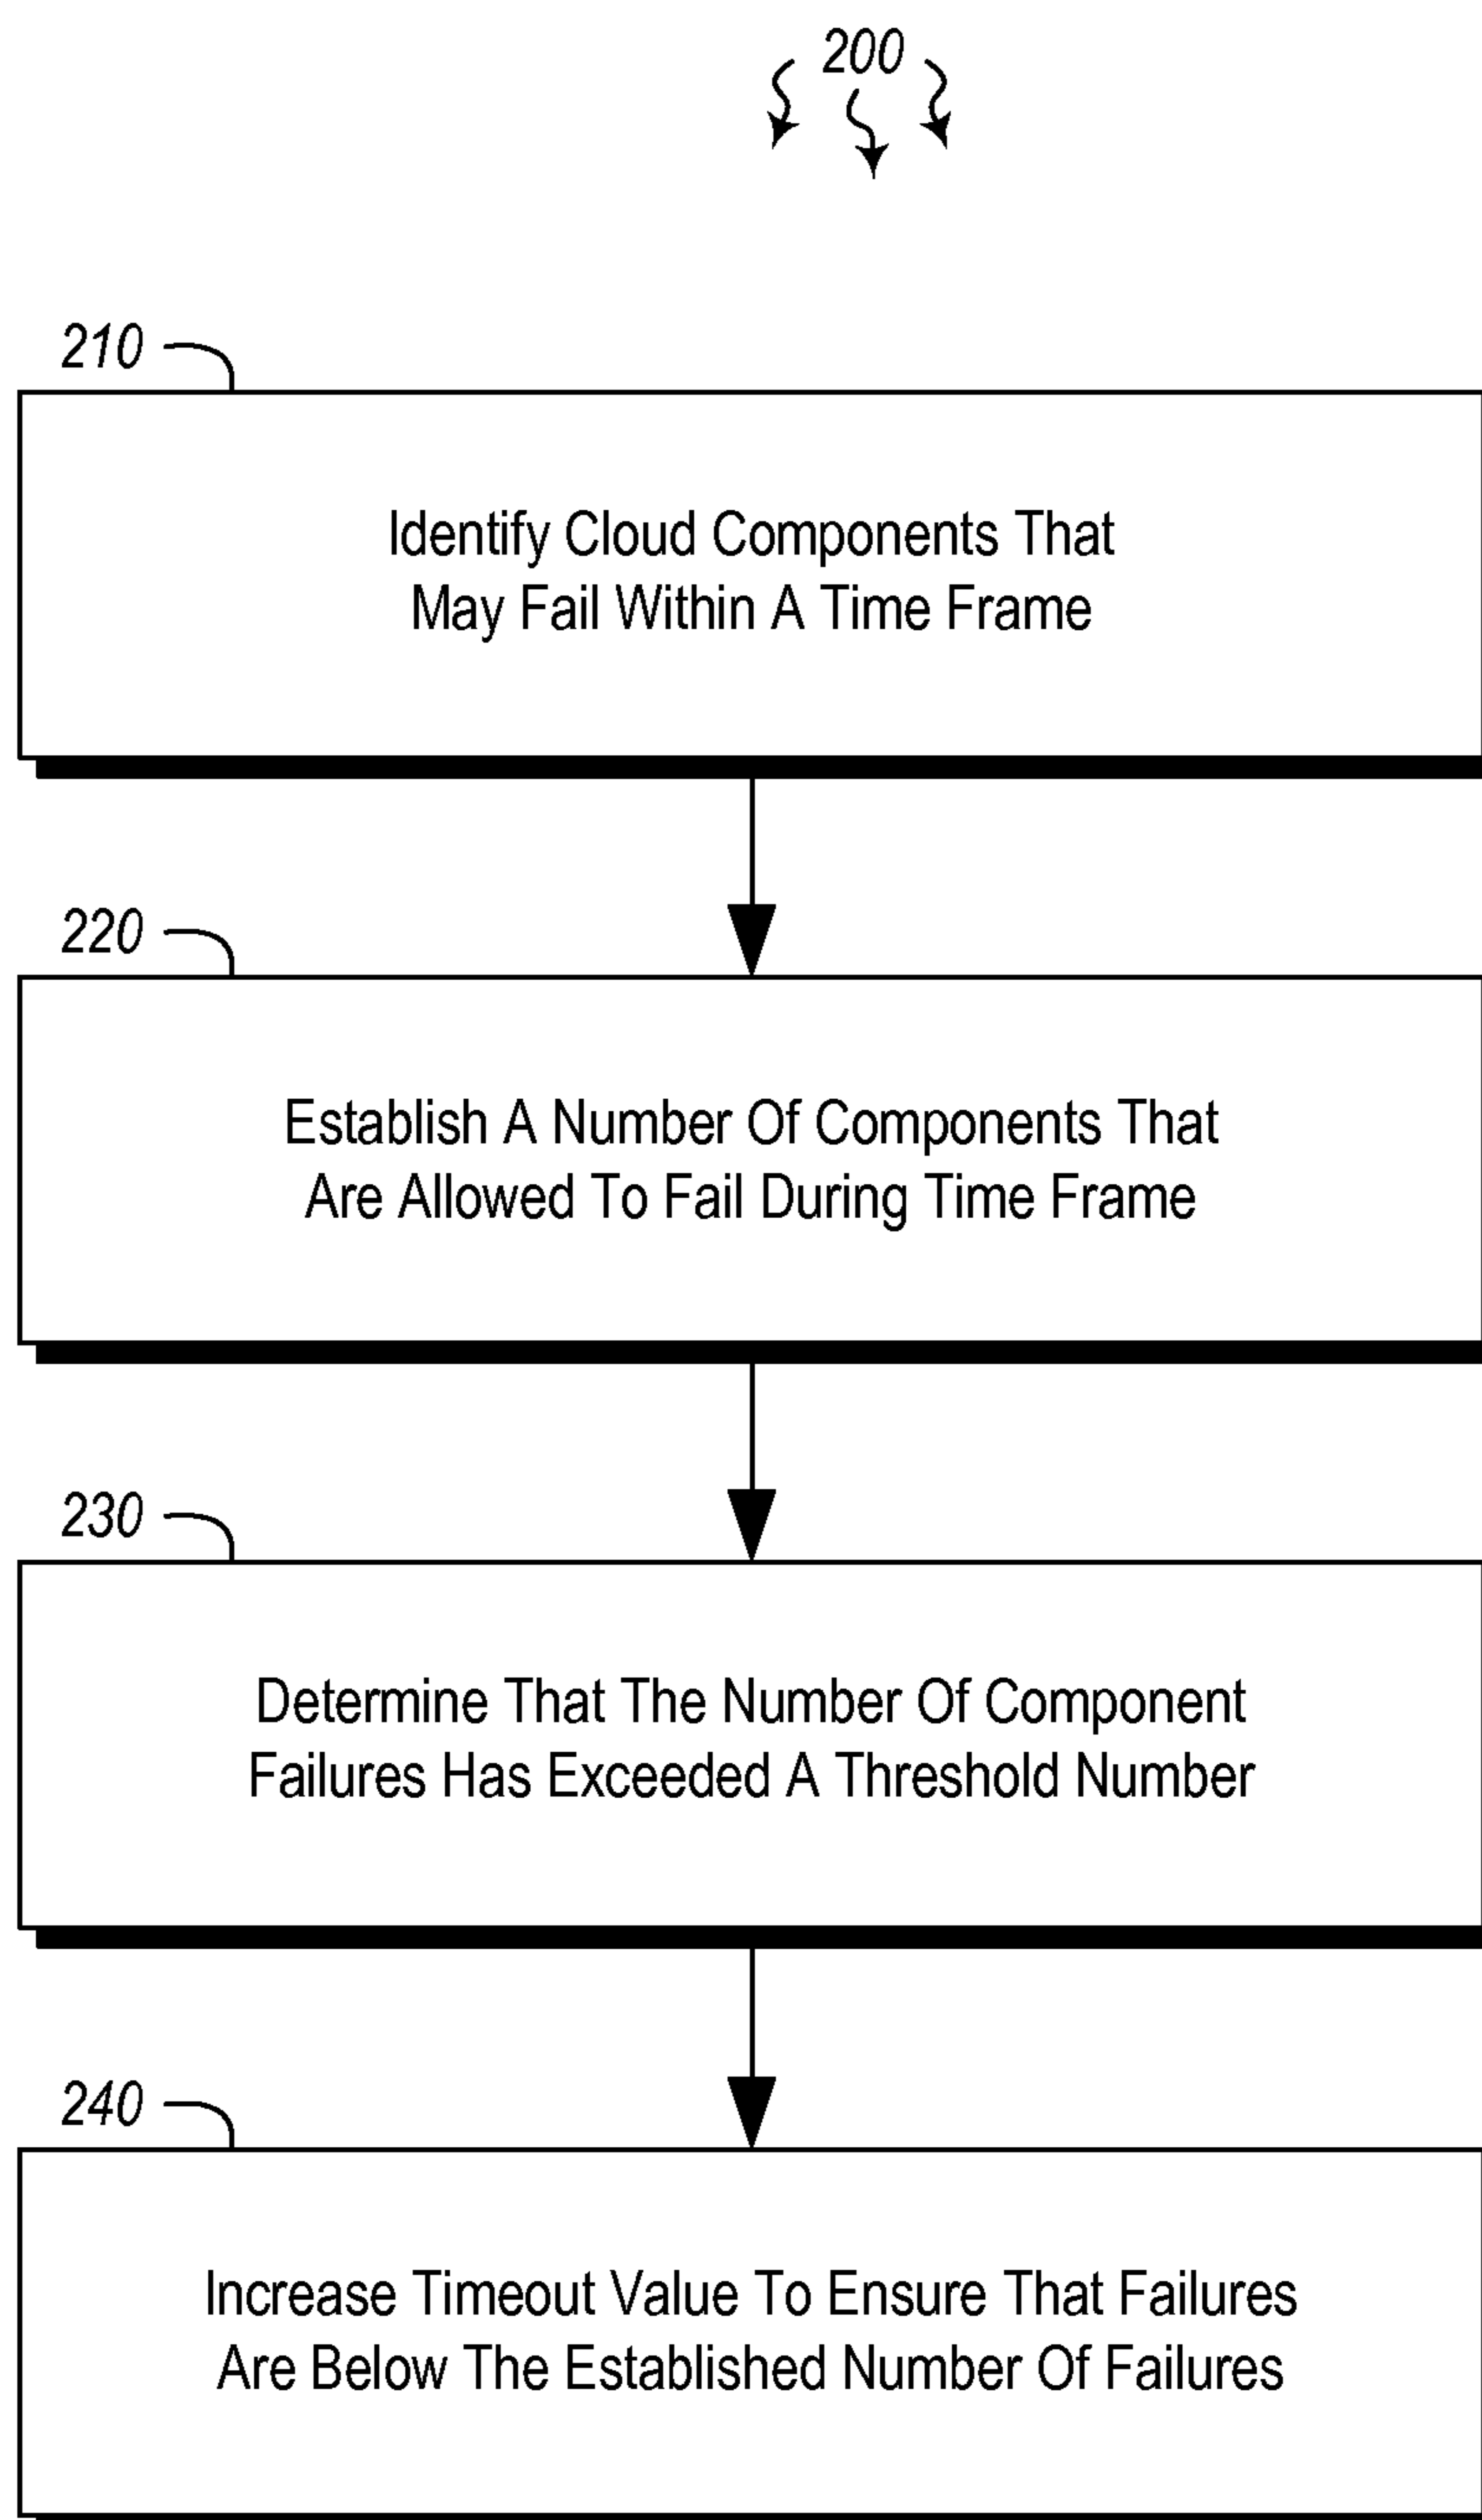 200
210
Identify Cloud Components That
May Fail Within A Time Frame
220
Establish A Number Of Components That
Are Allowed To Fail During Time Frame
230
Determine That The Number Of Component
Failures Has Exceeded A Threshold Number
240
Increase Timeout Value To Ensure That Failures
Are Below The Established Number Of Failures